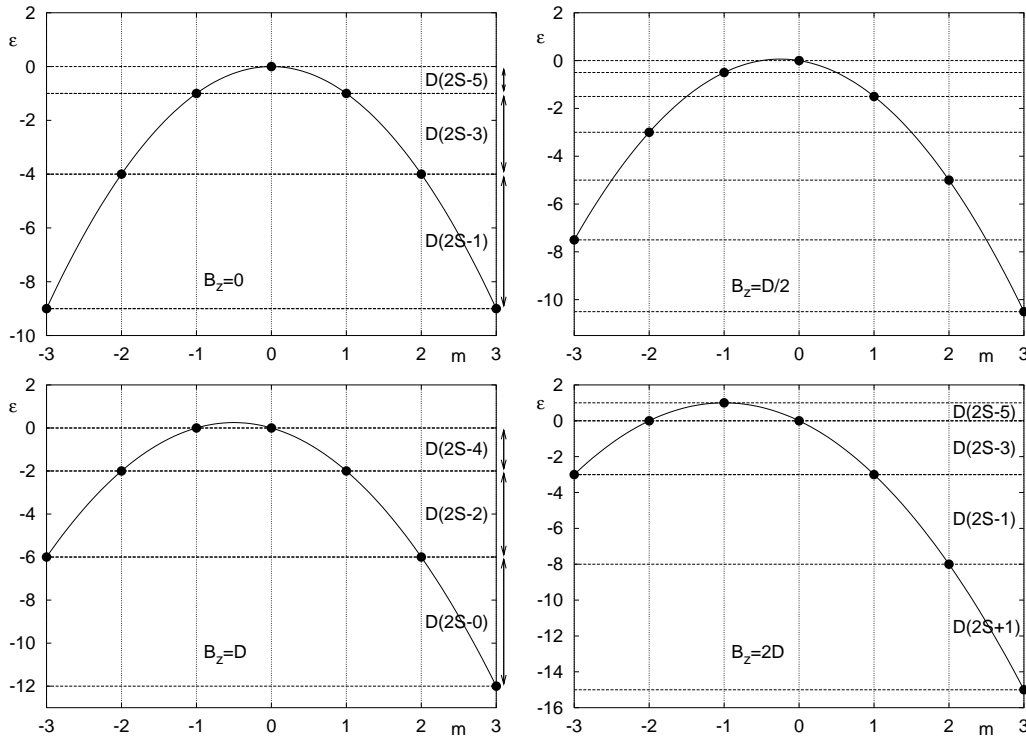 2
ε
0
-2
-4
-6
-8
-10
D(2S-5)
D(2S-3)
D(2S-1)
B_z=0
-3 -2 -1 0 1 2 m 3
2
ε
0
-2
-4
-6
-8
-10
B_z=D/2
-3 -2 -1 0 1 2 m 3
2
ε
0
-2
-4
-6
-8
-10
-12
D(2S-4)
D(2S-2)
D(2S-0)
B_z=D
-3 -2 -1 0 1 2 m 3
2
ε
0
-2
-4
-6
-8
-10
-12
-14
-16
D(2S-5)
D(2S-3)
D(2S-1)
D(2S+1)
B_z=2D
-3 -2 -1 0 1 2 m 3